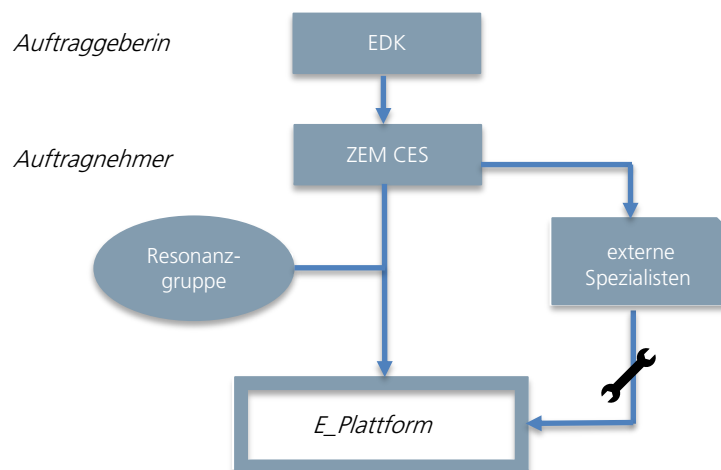 Auftraggeberin
EDK
Auftragnehmer
ZEM CES
Resonanz-
gruppe
externe
Spezialisten
E_Plattform